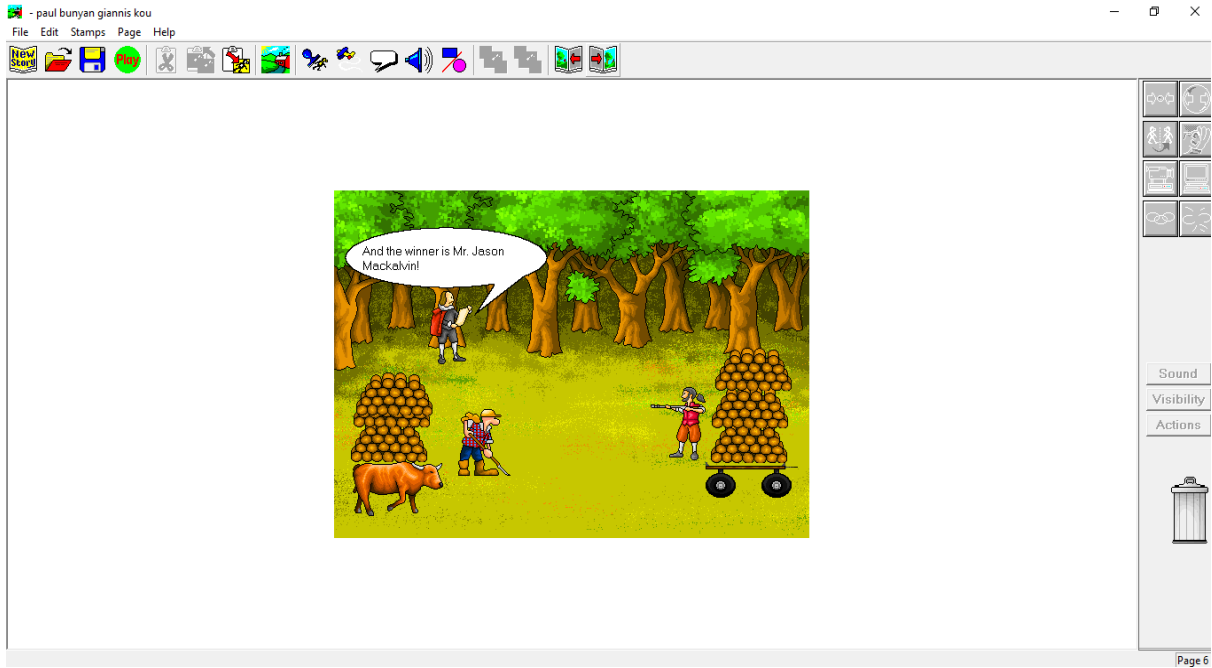 - paul bunyan giannis kou
File Edit Stamps Page Help
New Story Play
And the winner is Mr. Jason
Mackalvin!
Sound
Visibility
Actions
Page 6